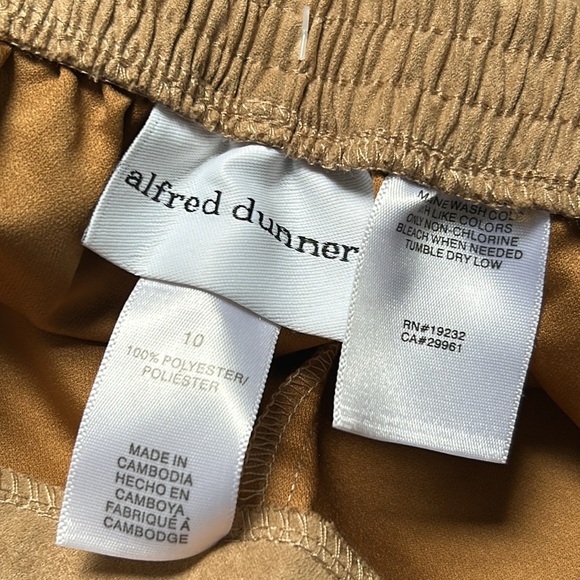 alfred dunner
10
100% POLYESTER/
POLIÉSTER
MADE IN
CAMBODIA
HECHO EN
CAMBOYA
FABRIQUÉ À
CAMBODGE
WASH COLD
LIKE COLORS
ONLY NON-CHLORINE
BLEACH WHEN NEEDED
TUMBLE DRY LOW
RN#19232
CA#29961